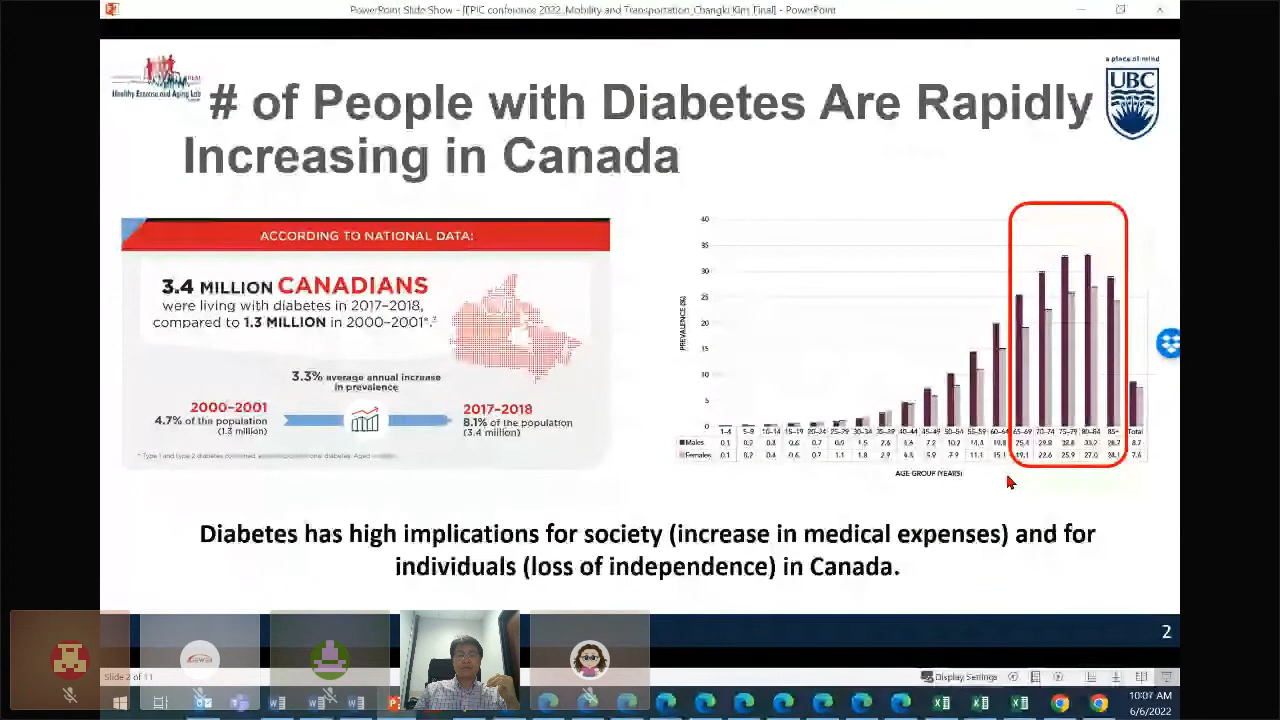 PowerPoint Slide Show - [[EPIC conference 2022_Mobility and Transportation_Changki Kim_Final] - PowerPoint
Healthy Exercise and Aging Lab
a place of mind
UBC
# of People with Diabetes Are Rapidly
Increasing in Canada
ACCORDING TO NATIONAL DATA:
3.4 MILLION CANADIANS
were living with diabetes in 2017–2018,
compared to 1.3 MILLION in 2000–2001*.³
3.3% average annual increase
in prevalence
2000–2001
4.7% of the population
(1.3 million)
2017–2018
8.1% of the population
(3.4 million)
* Type 1 and type 2 diabetes combined, diabetes. Aged
PREVALENCE (%)
40
35
30
25
20
15
10
5
0
1–4 5–9 10–14 15–19 20–24 25–29 30–34 35–39 40–44 45–49 50–54 55–59 60–64 65–69 70–74 75–79 80–84 85+ Total
Males 0.1 0.2 0.6 0.7 0.9 1.5 2.6 7.2 10.2 14.4 19.8 25.4 29.8 32.8 33.2 28.7 8.7
Females 0.1 0.2 0.4 0.6 0.7 1.1 1.8 2.9 4.5 5.9 7.9 11.1 15.1 19.1 22.6 25.9 27.0 24.1 7.6
AGE GROUP (YEARS)
Diabetes has high implications for society (increase in medical expenses) and for
individuals (loss of independence) in Canada.
2
Slide 2 of 11
Display Settings
10:07 AM
6/6/2022